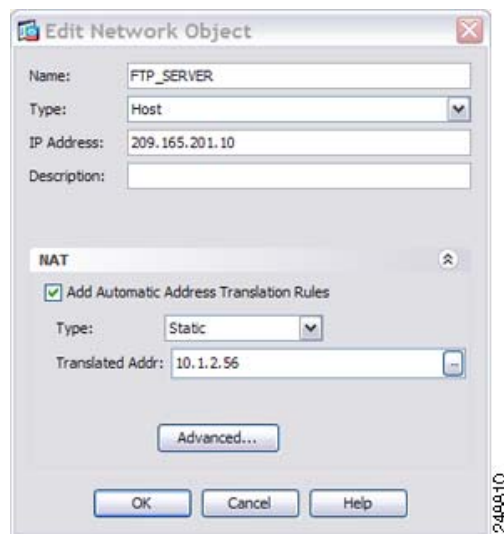 Edit Network Object
Name: FTP_SERVER
Type: Host
IP Address: 209.165.201.10
Description:
NAT
Add Automatic Address Translation Rules
Type: Static
Translated Addr: 10.1.2.56
...
Advanced...
OK Cancel Help
248810